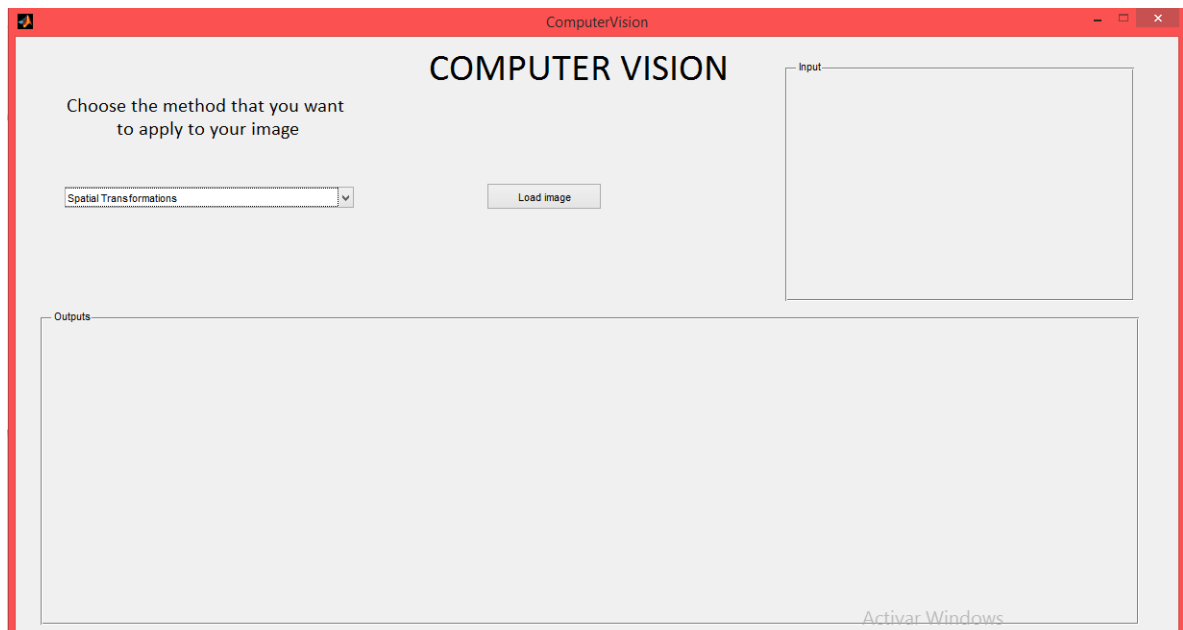 ComputerVision
COMPUTER VISION
Input
Choose the method that you want
to apply to your image
Spatial Transformations
Load image
Outputs
Activar Windows